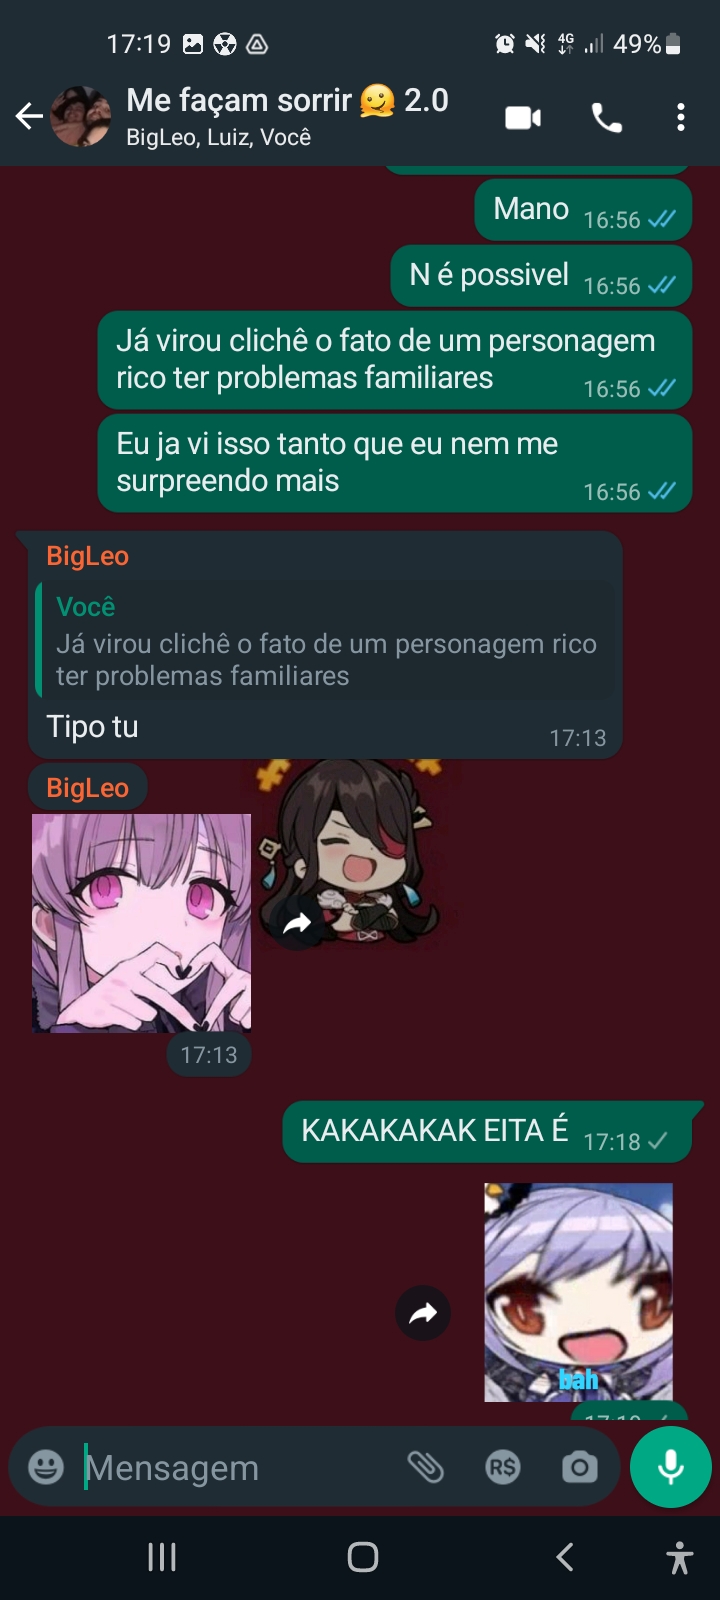 17:19
4G
49%
Me façam sorrir 🫠 2.0
BigLeo, Luiz, Você
Mano 16:56
N é possivel 16:56
Já virou clichê o fato de um personagem
rico ter problemas familiares 16:56
Eu ja vi isso tanto que eu nem me
surpreendo mais 16:56
BigLeo
Você
Já virou clichê o fato de um personagem rico
ter problemas familiares
Tipo tu 17:13
BigLeo
17:13
KAKAKAKAK EITA É 17:18
bah
Mensagem
R$